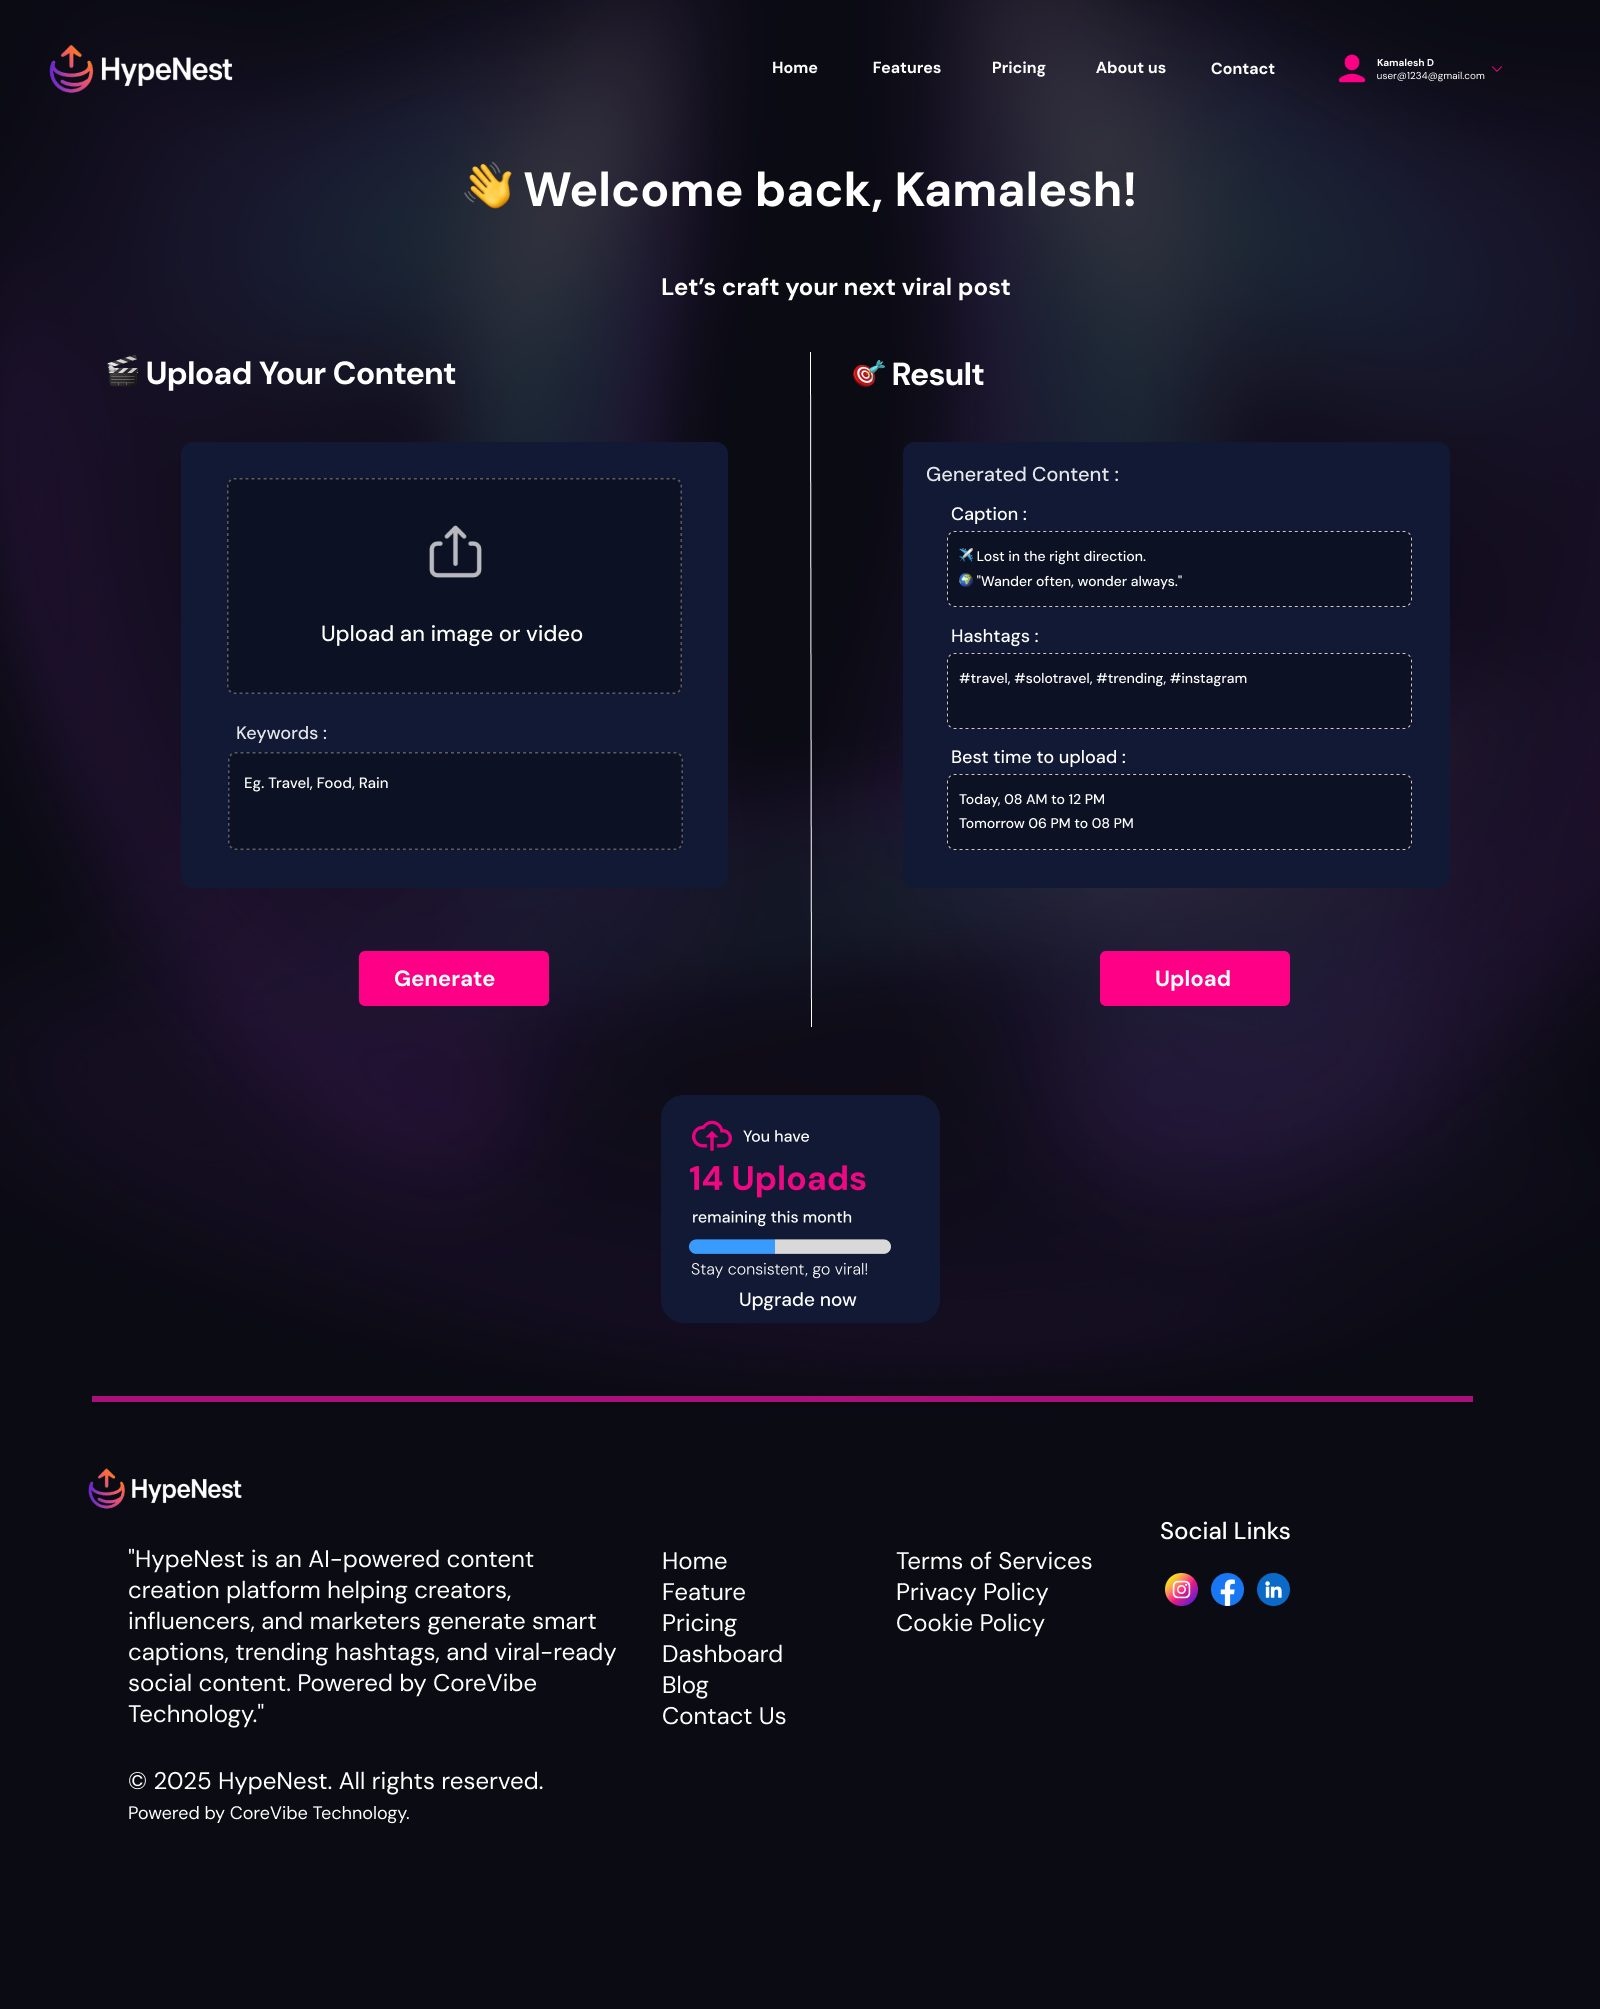 HypeNest
Home Features Pricing About us Contact
Kamalesh D
user@1234@gmail.com
👋 Welcome back, Kamalesh!
Let's craft your next viral post
🎬 Upload Your Content
Upload an image or video
Keywords :
Eg. Travel, Food, Rain
Generate
🎯 Result
Generated Content :
Caption :
✈️ Lost in the right direction.
🌍 "Wander often, wonder always."
Hashtags :
#travel, #solotravel, #trending, #instagram
Best time to upload :
Today, 08 AM to 12 PM
Tomorrow 06 PM to 08 PM
Upload
You have
14 Uploads
remaining this month
Stay consistent, go viral!
Upgrade now
HypeNest
"HypeNest is an AI-powered content
creation platform helping creators,
influencers, and marketers generate smart
captions, trending hashtags, and viral-ready
social content. Powered by CoreVibe
Technology."
© 2025 HypeNest. All rights reserved.
Powered by CoreVibe Technology.
Home
Feature
Pricing
Dashboard
Blog
Contact Us
Terms of Services
Privacy Policy
Cookie Policy
Social Links